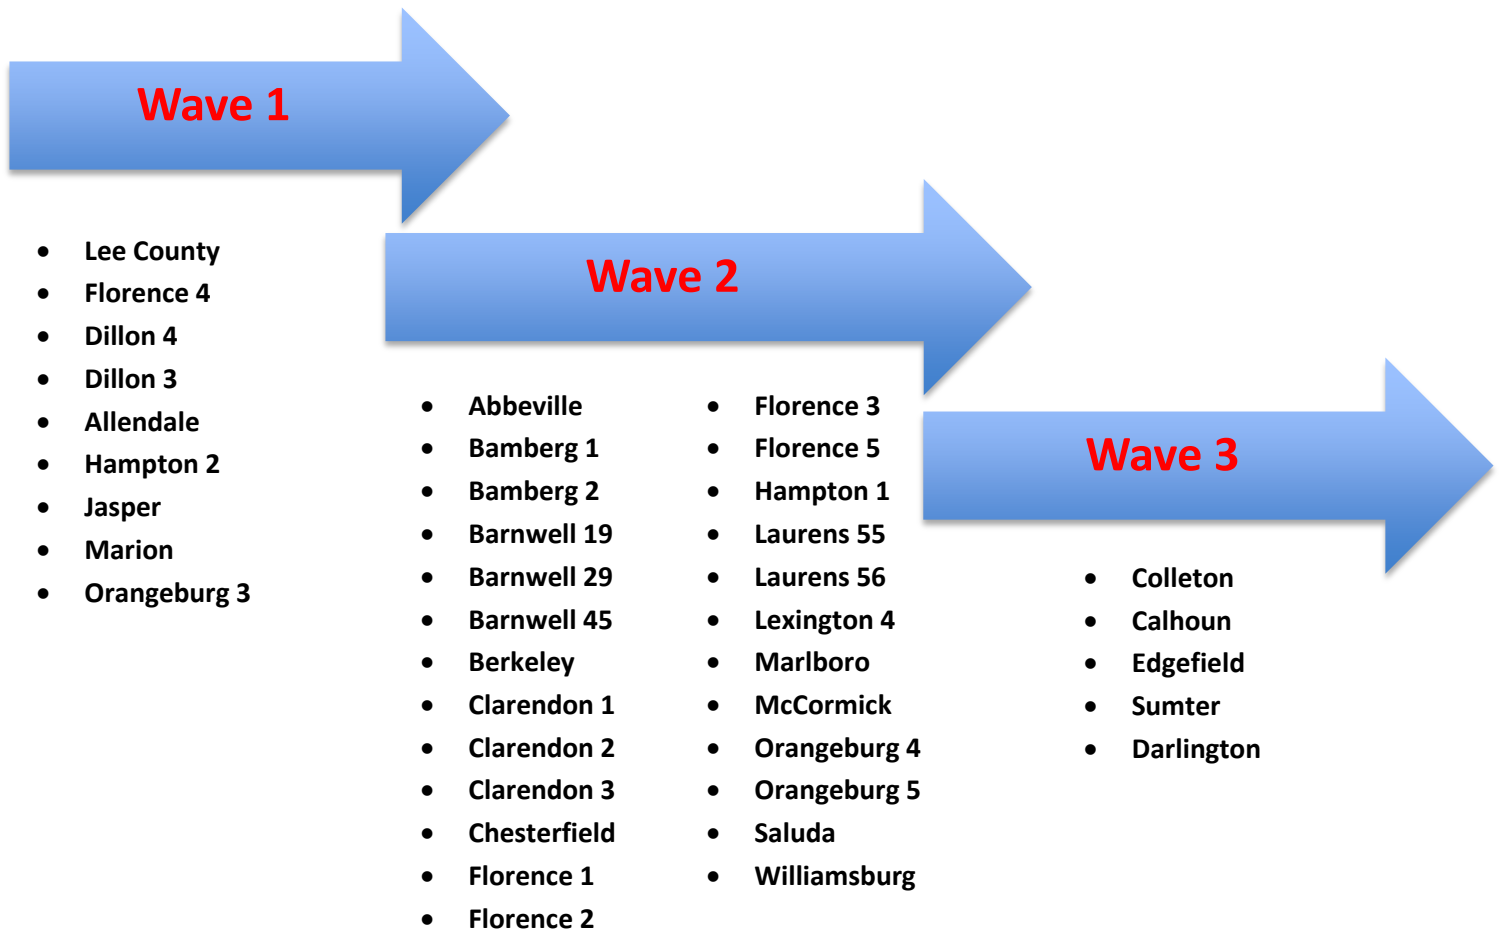 Wave 1
• Lee County
• Florence 4
• Dillon 4
• Dillon 3
• Allendale
• Hampton 2
• Jasper
• Marion
• Orangeburg 3
Wave 2
• Abbeville
• Bamberg 1
• Bamberg 2
• Barnwell 19
• Barnwell 29
• Barnwell 45
• Berkeley
• Clarendon 1
• Clarendon 2
• Clarendon 3
• Chesterfield
• Florence 1
• Florence 2
• Florence 3
• Florence 5
• Hampton 1
• Laurens 55
• Laurens 56
• Lexington 4
• Marlboro
• McCormick
• Orangeburg 4
• Orangeburg 5
• Saluda
• Williamsburg
Wave 3
• Colleton
• Calhoun
• Edgefield
• Sumter
• Darlington